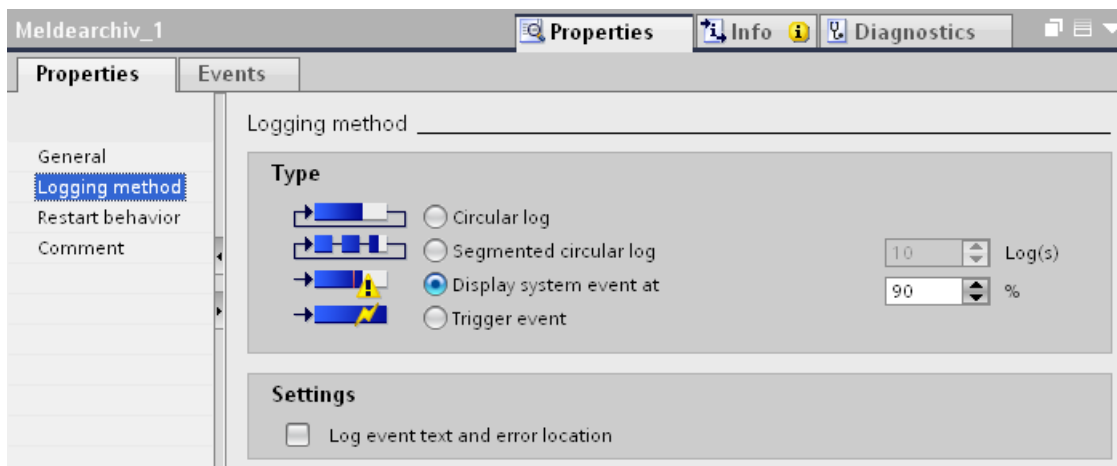 Meldearchiv_1
Properties
Info
Diagnostics
Properties
Events
General
Logging method
Restart behavior
Comment
Logging method
Type
Circular log
Segmented circular log
10 Log(s)
Display system event at
90 %
Trigger event
Settings
Log event text and error location